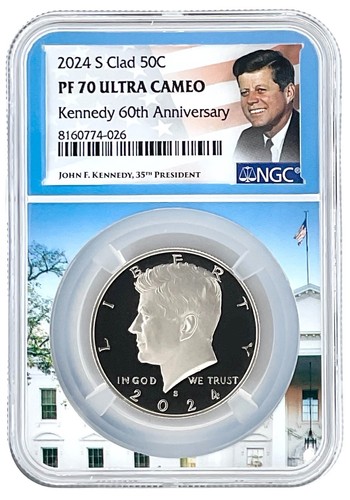 2024 S Clad 50C
PF 70 ULTRA CAMEO
Kennedy 60th Anniversary
8160774-026
JOHN F. KENNEDY, 35TH PRESIDENT
NGC
LIBERTY
IN GOD WE TRUST
S
2024